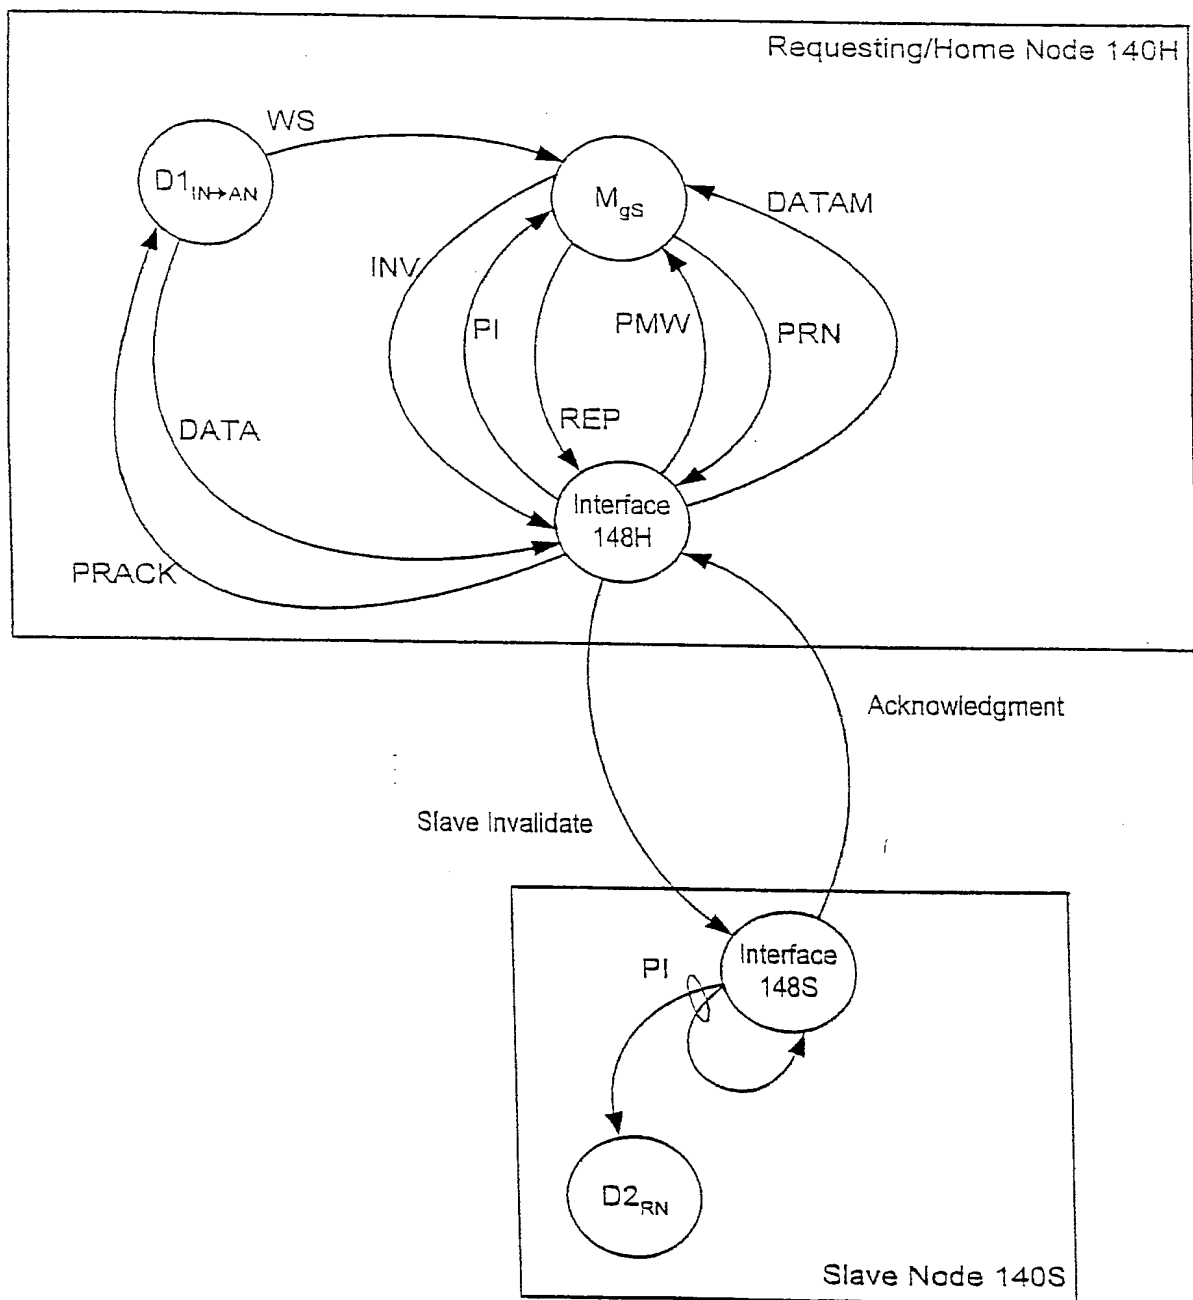 Requesting/Home Node 140H
WS
D1IN→AN
MgS
DATAM
INV
PI
PMW
PRN
REP
DATA
Interface
148H
PRACK
Acknowledgment
Slave Invalidate
Interface
148S
PI
D2RN
Slave Node 140S